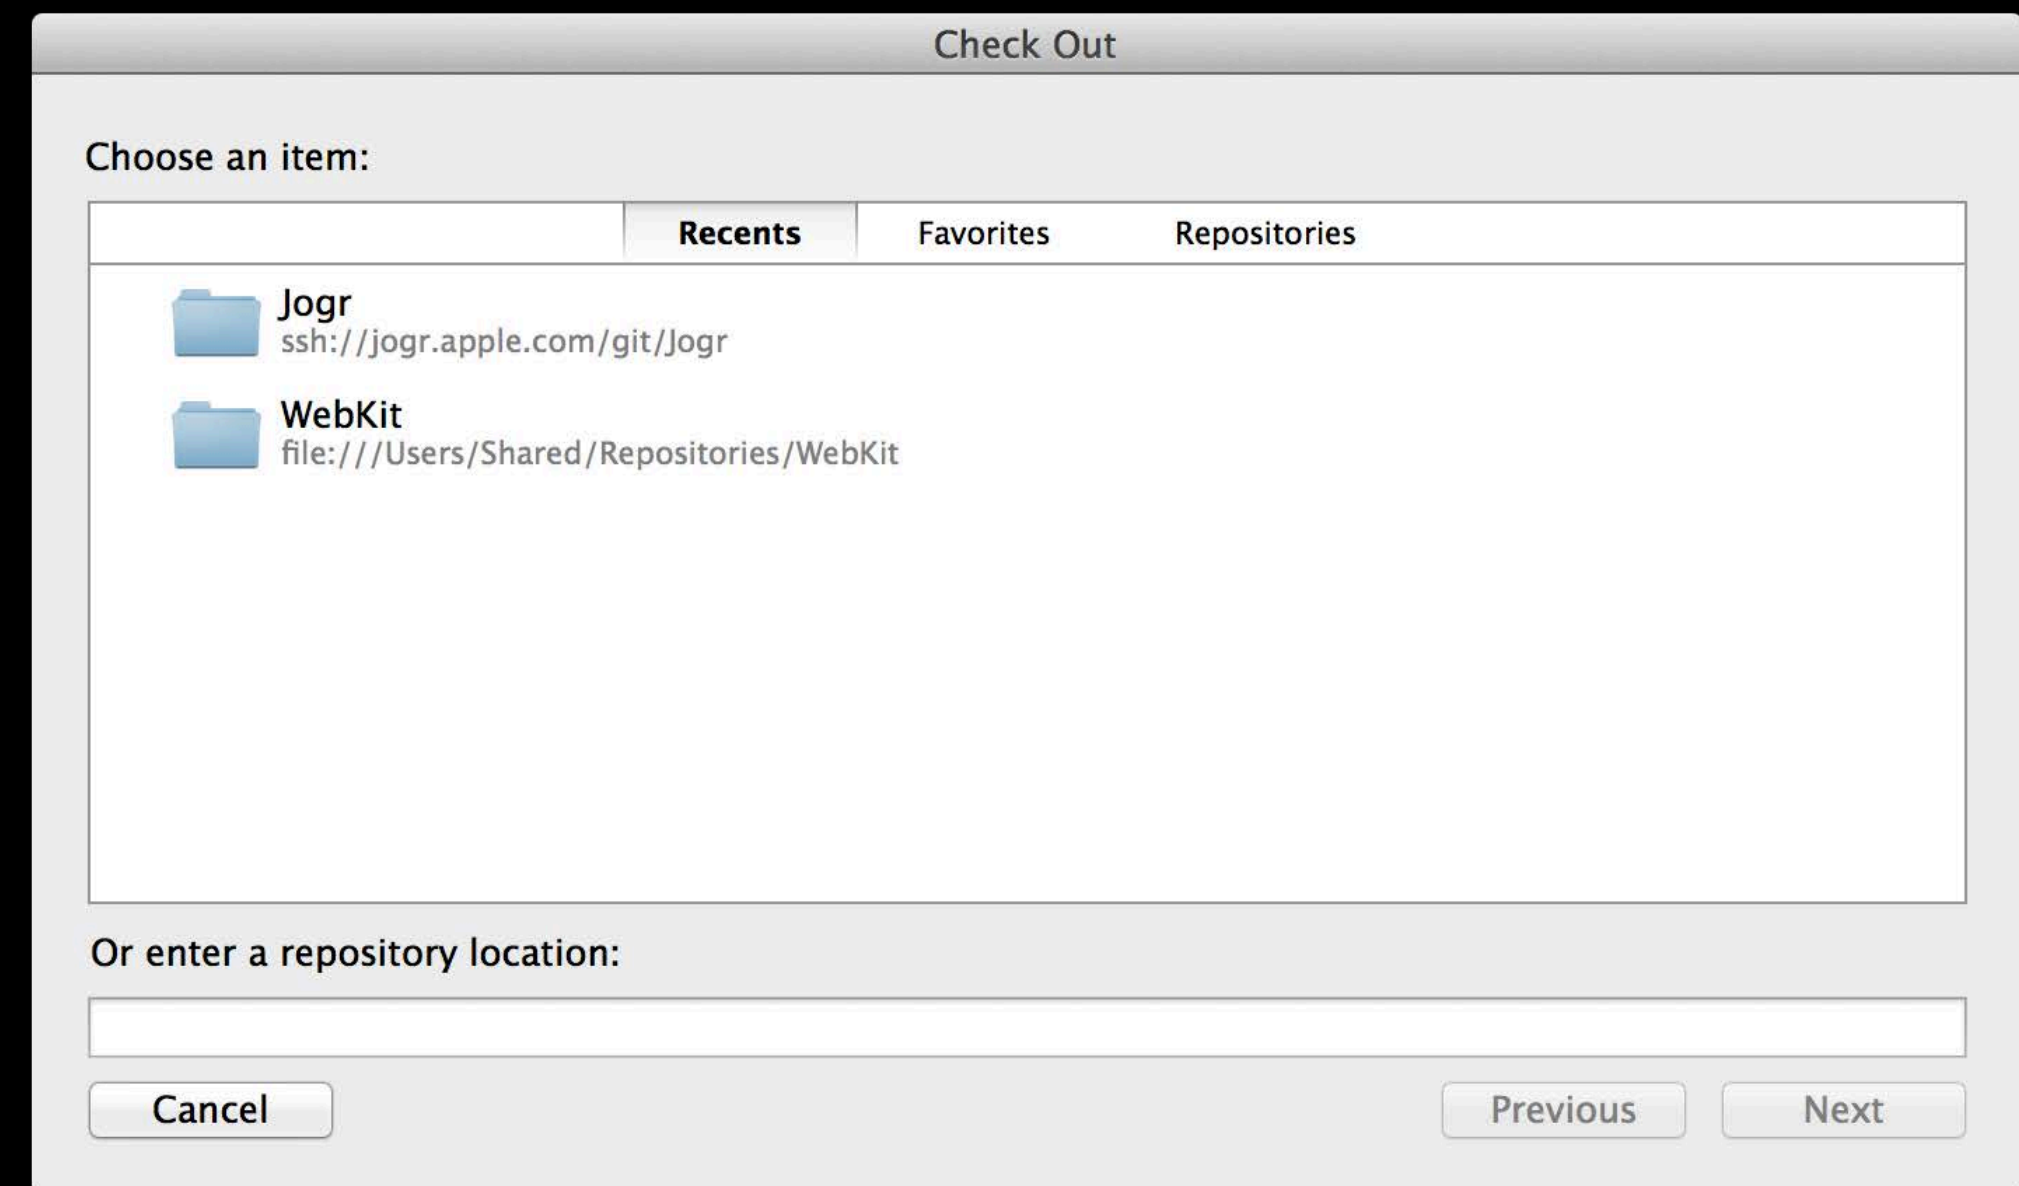 Check Out
Choose an item:
Recents Favorites Repositories
Jogr
ssh://jogr.apple.com/git/Jogr
WebKit
file:///Users/Shared/Repositories/WebKit
Or enter a repository location:
Cancel Previous Next